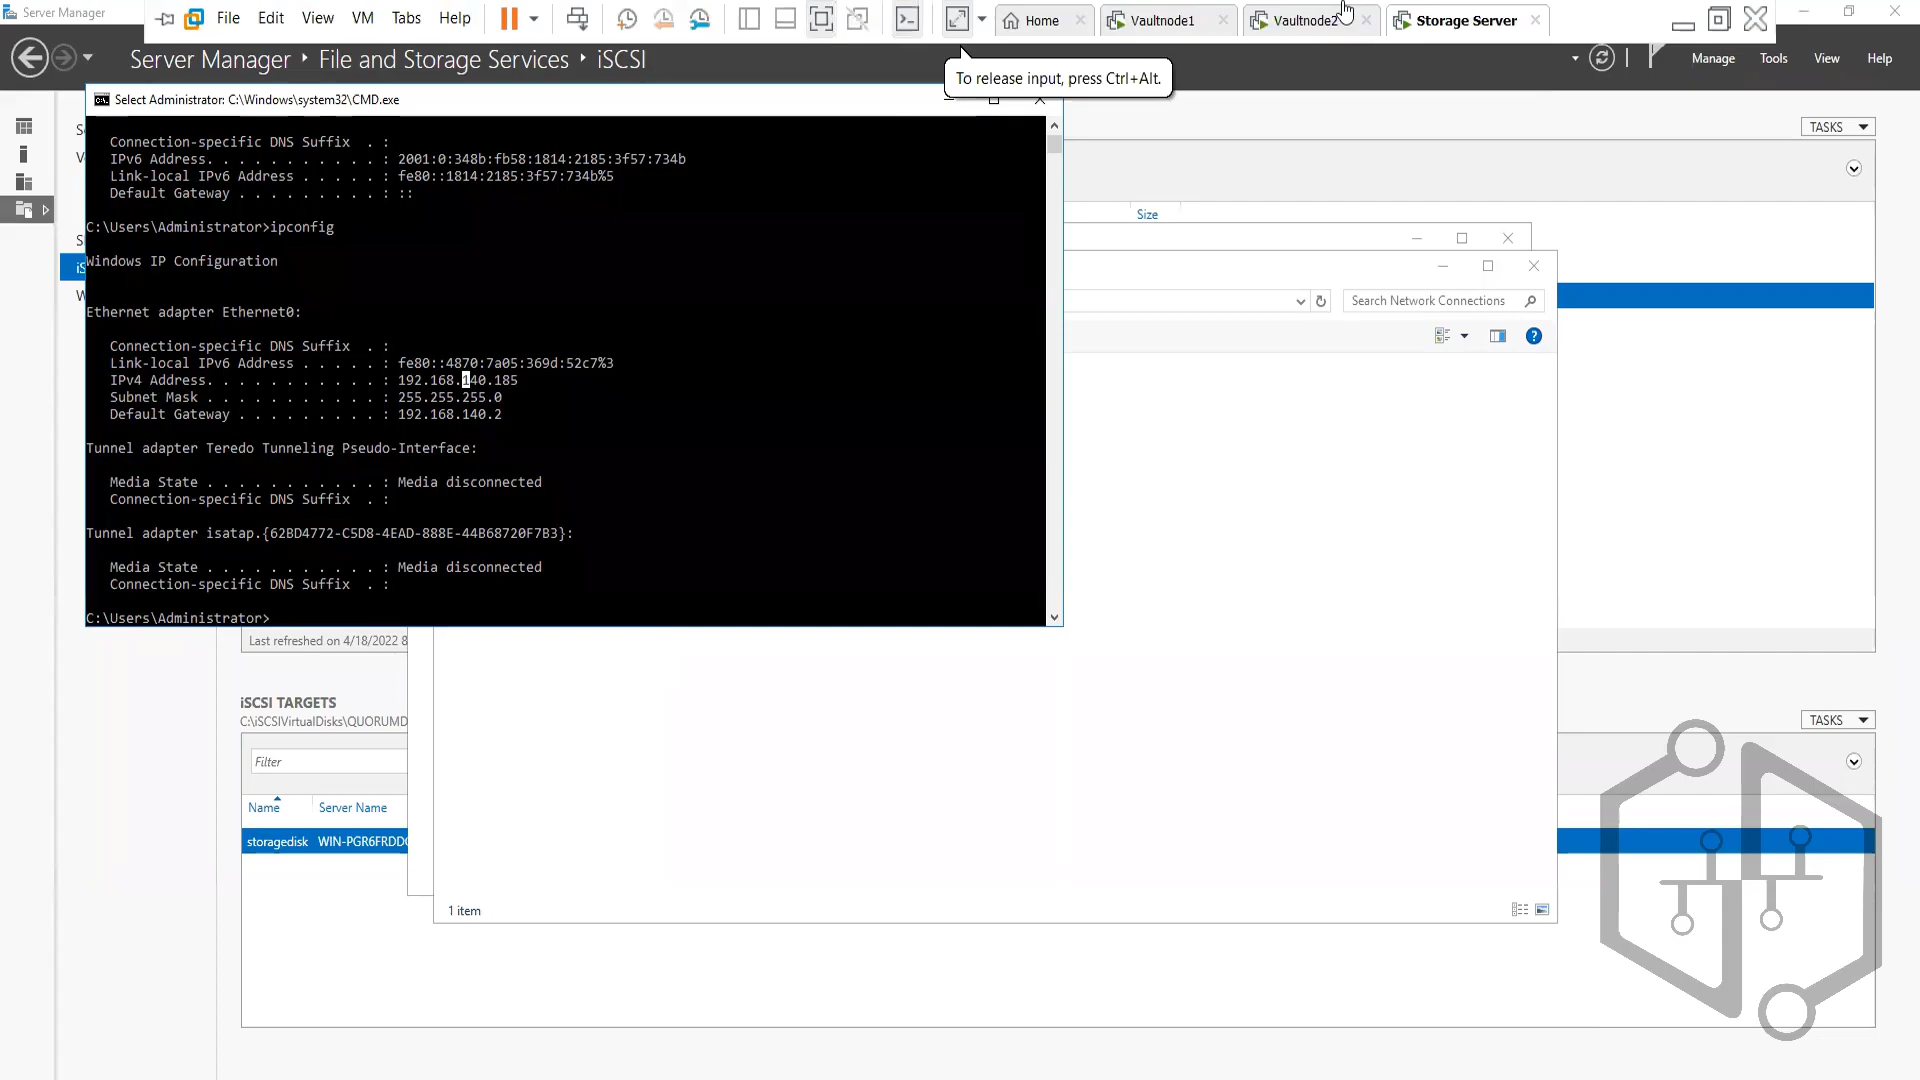 Server Manager
File Edit View VM Tabs Help
Home
Vaultnode1
Vaultnode2
Storage Server
Server Manager ‣ File and Storage Services ‣ iSCSI
Manage Tools View Help
To release input, press Ctrl+Alt.
Select Administrator: C:\Windows\system32\CMD.exe
TASKS
Connection-specific DNS Suffix . :
IPv6 Address. . . . . . . . . . . : 2001:0:348b:fb58:1814:2185:3f57:734b
Link-local IPv6 Address . . . . . : fe80::1814:2185:3f57:734b%5
Default Gateway . . . . . . . . . : ::
C:\Users\Administrator>ipconfig
Windows IP Configuration
Ethernet adapter Ethernet0:
Connection-specific DNS Suffix . :
Link-local IPv6 Address . . . . . : fe80::4870:7a05:369d:52c7%3
IPv4 Address. . . . . . . . . . . : 192.168.140.185
Subnet Mask . . . . . . . . . . . : 255.255.255.0
Default Gateway . . . . . . . . . : 192.168.140.2
Tunnel adapter Teredo Tunneling Pseudo-Interface:
Media State . . . . . . . . . . . : Media disconnected
Connection-specific DNS Suffix . :
Tunnel adapter isatap.{62BD4772-C5D8-4EAD-888E-44B68720F7B3}:
Media State . . . . . . . . . . . : Media disconnected
Connection-specific DNS Suffix . :
C:\Users\Administrator>
Size
Search Network Connections
Last refreshed on 4/18/2022 8
iSCSI TARGETS
C:\iSCSIVirtualDisks\QUORUMD
TASKS
Filter
Name Server Name
storagedisk WIN-PGR6FRDD
1 item